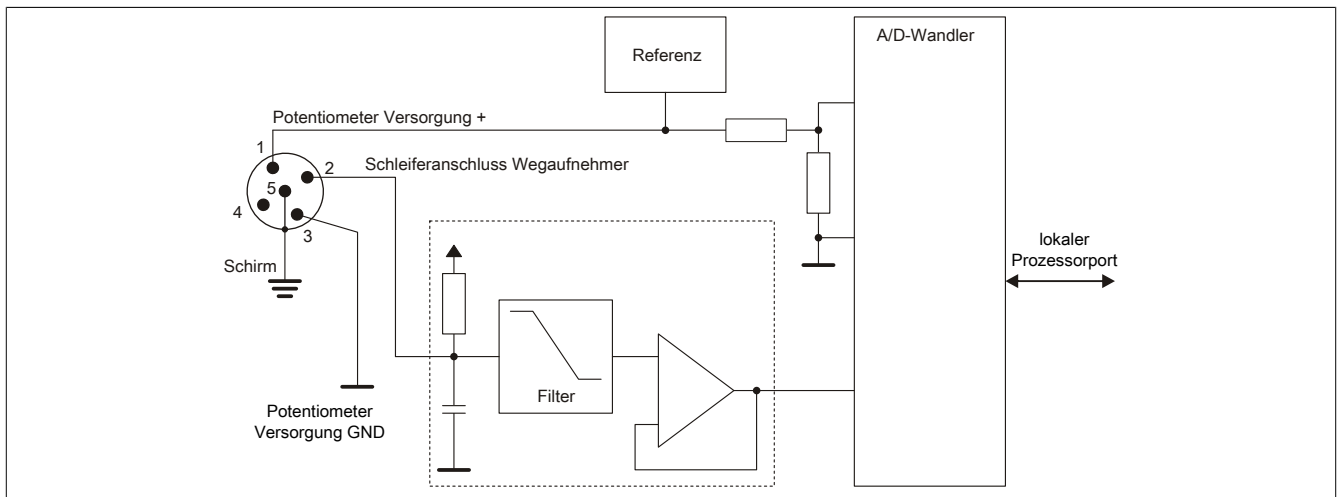 Referenz
A/D-Wandler
Potentiometer Versorgung +
1
2
Schleiferanschluss Wegaufnehmer
5
4
3
Schirm
lokaler
Prozessorport
Filter
Potentiometer
Versorgung GND